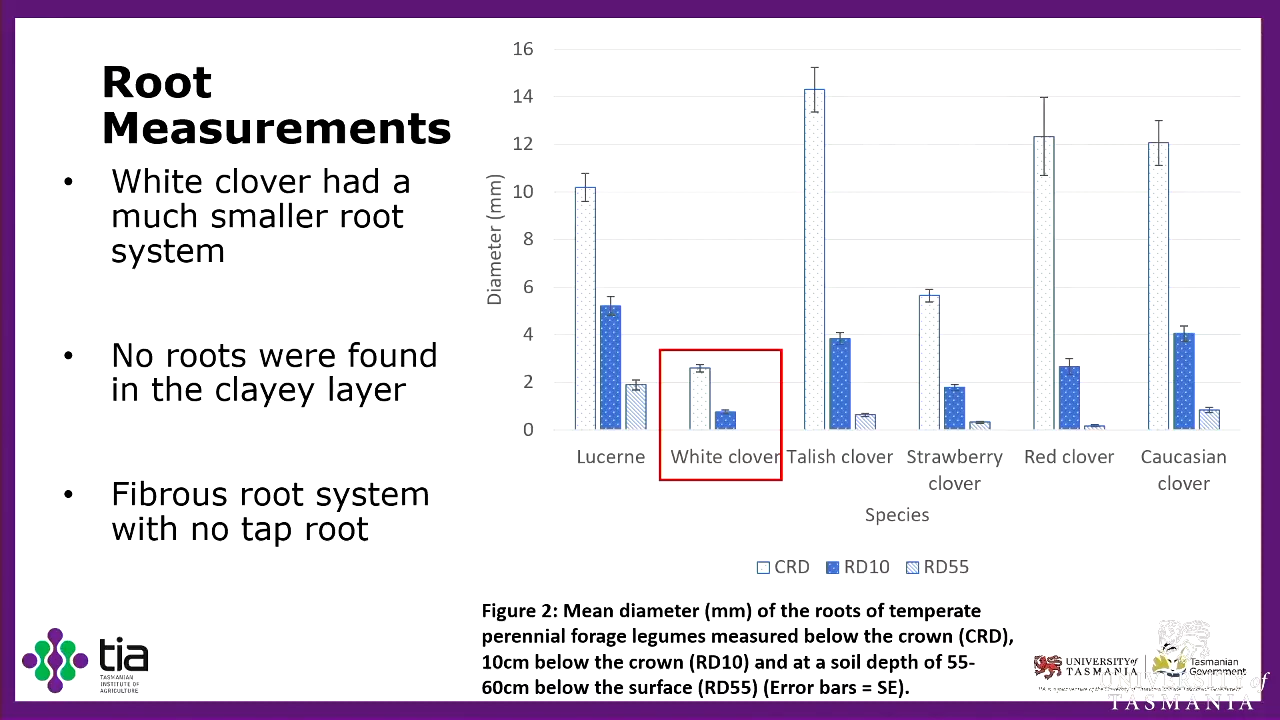 Root
Measurements
• White clover had a
much smaller root
system
• No roots were found
in the clayey layer
• Fibrous root system
with no tap root
16
14
12
10
8
6
4
2
0
Diameter (mm)
Lucerne
White clover
Talish clover
Strawberry
clover
Red clover
Caucasian
clover
Species
CRD
RD10
RD55
Figure 2: Mean diameter (mm) of the roots of temperate
perennial forage legumes measured below the crown (CRD),
10cm below the crown (RD10) and at a soil depth of 55-
60cm below the surface (RD55) (Error bars = SE).
tia
TASMANIAN
INSTITUTE OF
AGRICULTURE
UNIVERSITY of
TASMANIA
Tasmanian
Government
of
TASMANIA